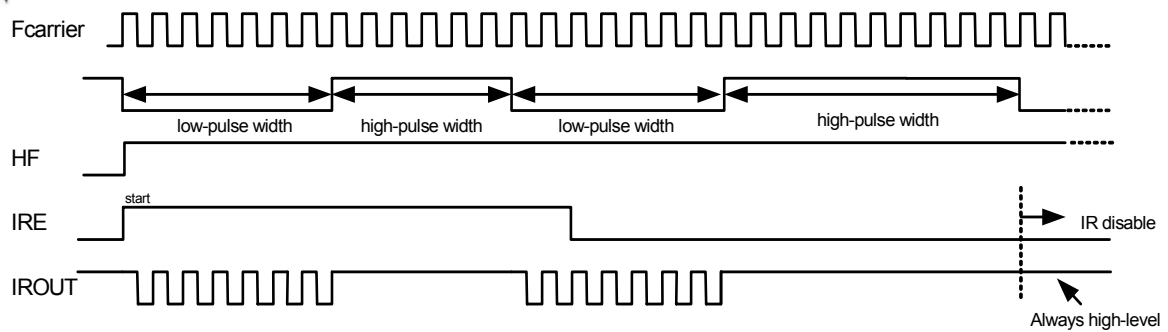 Fcarrier
low-pulse width
high-pulse width
low-pulse width
high-pulse width
HF
start
IRE
IR disable
IROUT
Always high-level